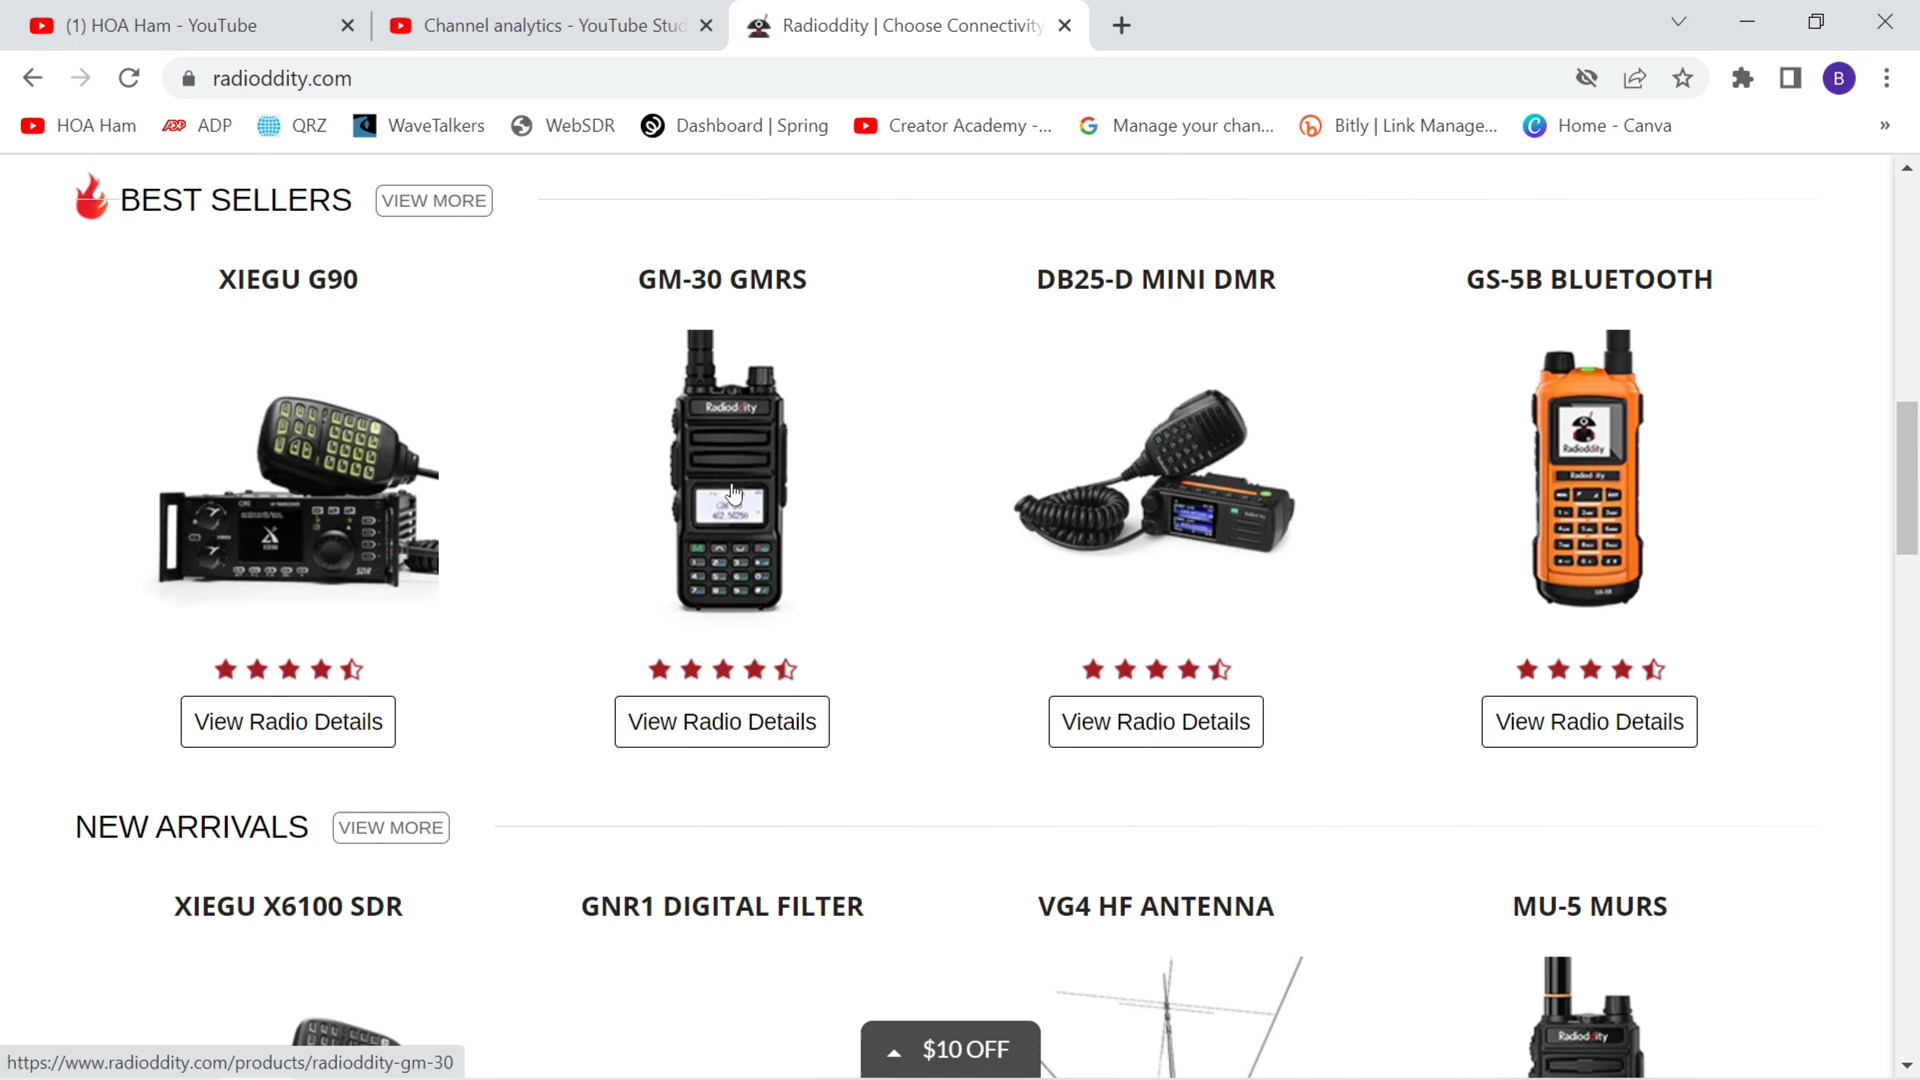 (1) HOA Ham - YouTube
Channel analytics - YouTube Stud
Radioddity | Choose Connectivity
radioddity.com
B
HOA Ham
ADP
QRZ
WaveTalkers
WebSDR
Dashboard | Spring
Creator Academy -...
Manage your chan...
Bitly | Link Manage...
Home - Canva
»
BEST SELLERS
VIEW MORE
XIEGU G90
GM-30 GMRS
DB25-D MINI DMR
GS-5B BLUETOOTH
Radioddity
Radioddity
View Radio Details
View Radio Details
View Radio Details
View Radio Details
NEW ARRIVALS
VIEW MORE
XIEGU X6100 SDR
GNR1 DIGITAL FILTER
VG4 HF ANTENNA
MU-5 MURS
Radioddity
$10 OFF
https://www.radioddity.com/products/radioddity-gm-30